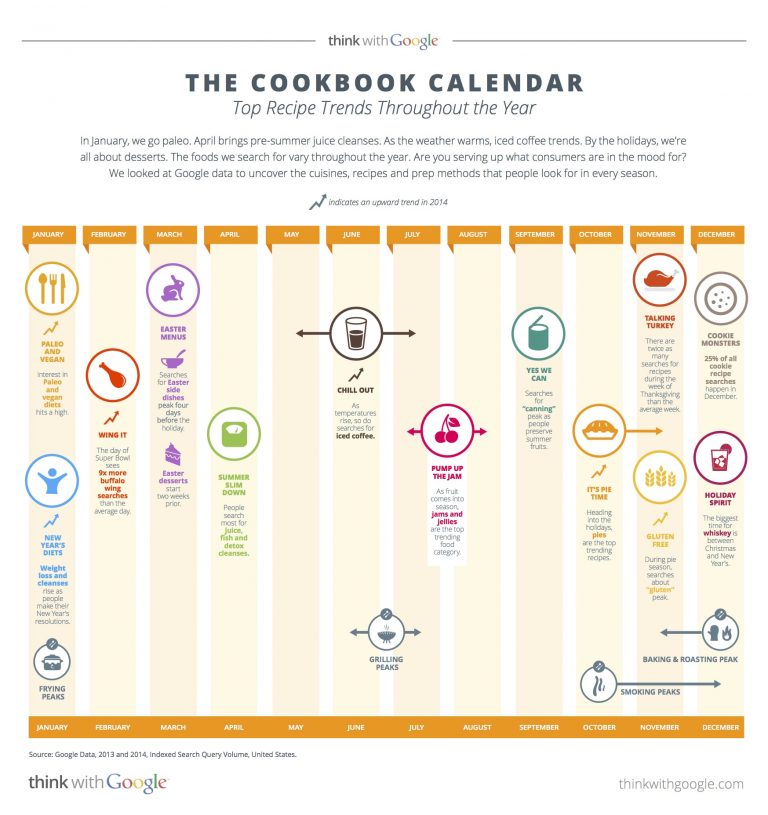 think with Google
THE COOKBOOK CALENDAR
Top Recipe Trends Throughout the Year
In January, we go paleo. April brings pre-summer juice cleanses. As the weather warms, iced coffee trends. By the holidays, we're
all about desserts. The foods we search for vary throughout the year. Are you serving up what consumers are in the mood for?
We looked at Google data to uncover the cuisines, recipes and prep methods that people look for in every season.
indicates an upward trend in 2014
JANUARY FEBRUARY MARCH APRIL MAY JUNE JULY AUGUST SEPTEMBER OCTOBER NOVEMBER DECEMBER
PALEO
AND
VEGAN
Interest in
Paleo
and
vegan
diets
hits a high.
NEW
YEAR'S
DIETS
Weight
loss and
cleanses
rise as
people
make their
New Year's
resolutions.
FRYING
PEAKS
WING IT
The day of
Super Bowl
sees
9x more
buffalo
wing
searches
than the
average day.
EASTER
MENUS
Searches
for Easter
side
dishes
peak four
days before
the
holiday.
Easter
desserts
start
two weeks
prior.
SUMMER
SLIM
DOWN
People
search
most for
juice,
fish and
detox
cleanses.
CHILL OUT
As
temperatures
rise, so do
searches for
iced coffee.
PUMP UP
THE JAM
As fruit
comes into
season,
jams and
jellies
are the top
trending
food
category.
GRILLING
PEAKS
YES WE
CAN
Searches
for
"canning"
peak as
people
preserve
summer
fruits.
IT'S PIE
TIME
Heading
into the
holidays,
pies
are the top
trending
recipes.
SMOKING PEAKS
TALKING
TURKEY
There are
twice as
many
searches for
recipes
during the
week of
Thanksgiving
than the
average week.
GLUTEN
FREE
During pie
season,
searches
about
"gluten"
peak.
COOKIE
MONSTERS
25% of all
cookie
recipe
searches
happen in
December.
HOLIDAY
SPIRIT
The biggest
time for
whiskey is
between
Christmas
and New
Year's.
BAKING & ROASTING PEAK
JANUARY FEBRUARY MARCH APRIL MAY JUNE JULY AUGUST SEPTEMBER OCTOBER NOVEMBER DECEMBER
Source: Google Data, 2013 and 2014, Indexed Search Query Volume, United States.
think with Google
thinkwithgoogle.com